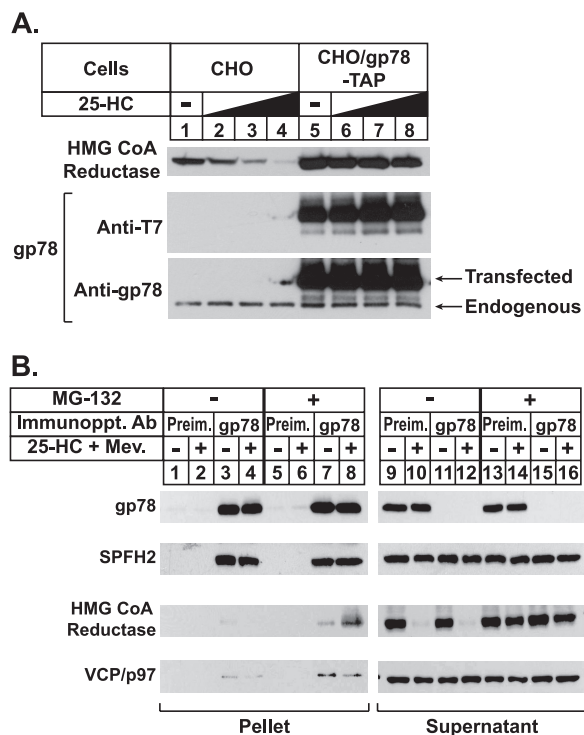 A.
Cells CHO CHO/gp78
-TAP
25-HC - -
1 2 3 4 5 6 7 8
HMG CoA
Reductase
gp78
Anti-T7
Anti-gp78
Transfected
Endogenous
B.
MG-132 - + - +
Immunoppt. Ab Preim. gp78 Preim. gp78 Preim. gp78 Preim. gp78
25-HC + Mev. - + - + - + - + - + - + - + - +
1 2 3 4 5 6 7 8 9 10 11 12 13 14 15 16
gp78
SPFH2
HMG CoA
Reductase
VCP/p97
Pellet Supernatant